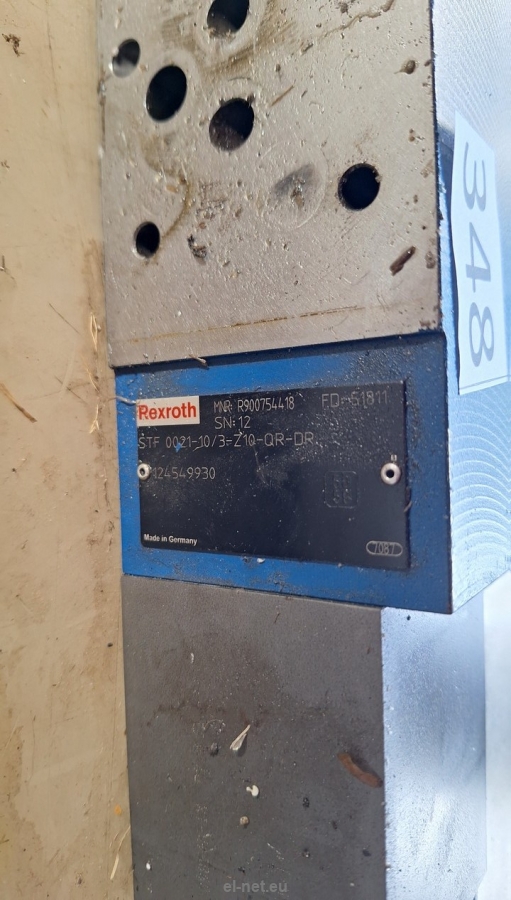 348
Rexroth
MNR: R900754418 FD: 51811
SN: 12
STF 0021-10/3-Z10-QR-DR
124549930
Made in Germany
7087
el-net.eu